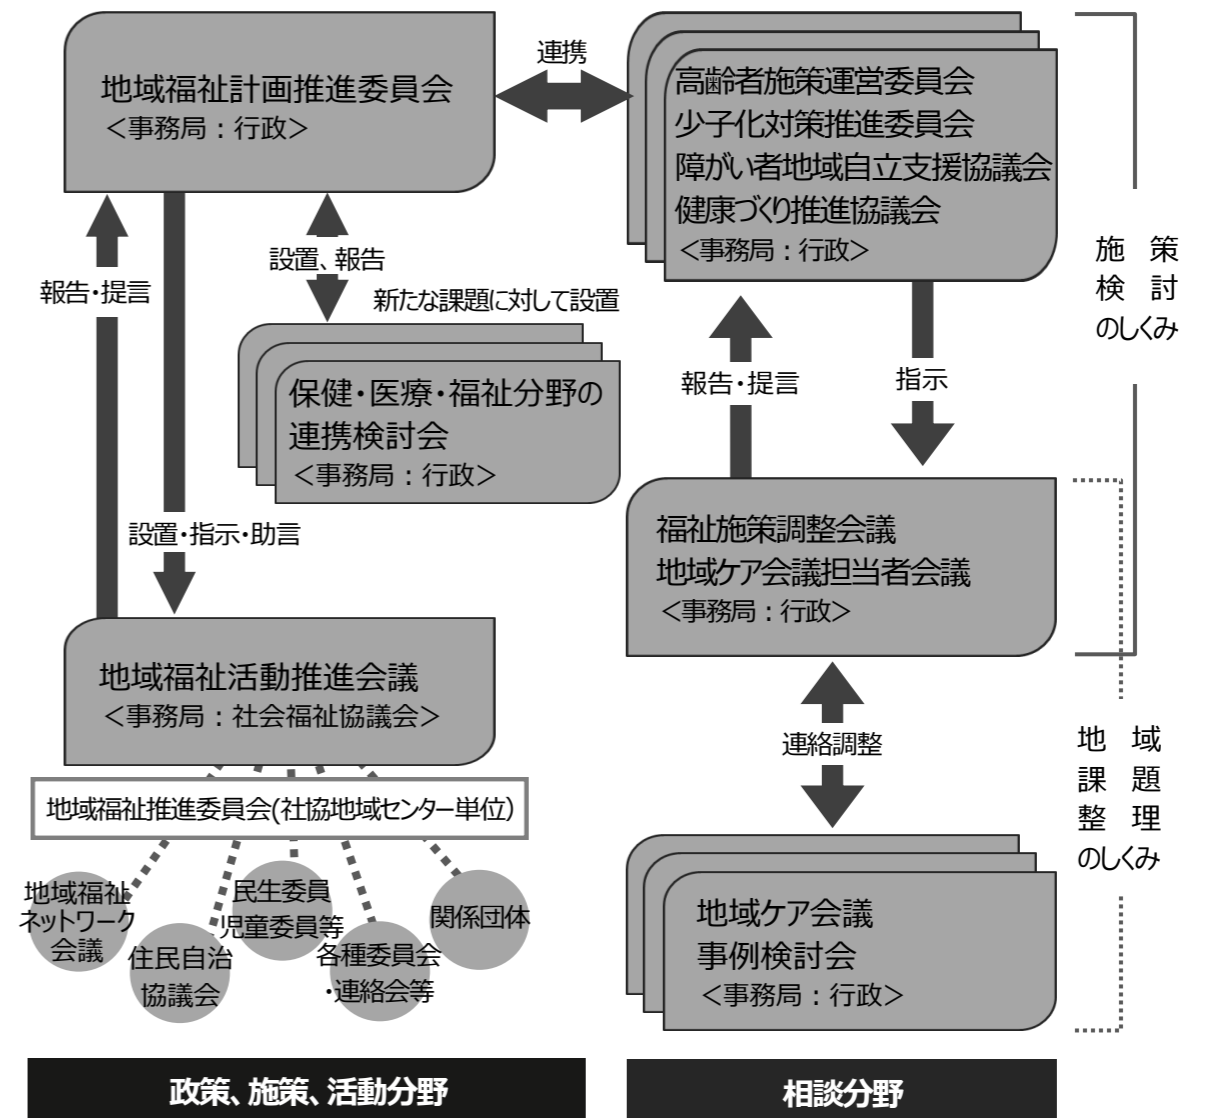 地域福祉計画推進委員会
＜事務局：行政＞
連携
高齢者施策運営委員会
少子化対策推進委員会
障がい者地域自立支援協議会
健康づくり推進協議会
＜事務局：行政＞
施策
検討
のしくみ
報告・提言
設置、報告
新たな課題に対して設置
保健・医療・福祉分野の
連携検討会
＜事務局：行政＞
設置・指示・助言
報告・提言
指示
福祉施策調整会議
地域ケア会議担当者会議
＜事務局：行政＞
地域福祉活動推進会議
＜事務局：社会福祉協議会＞
連絡調整
地域
課題
整理
のしくみ
地域福祉推進委員会(社協地域センター単位)
地域福祉
ネットワーク
会議
住民自治
協議会
民生委員
児童委員等
各種委員会
・連絡会等
関係団体
地域ケア会議
事例検討会
＜事務局：行政＞
政策、施策、活動分野
相談分野